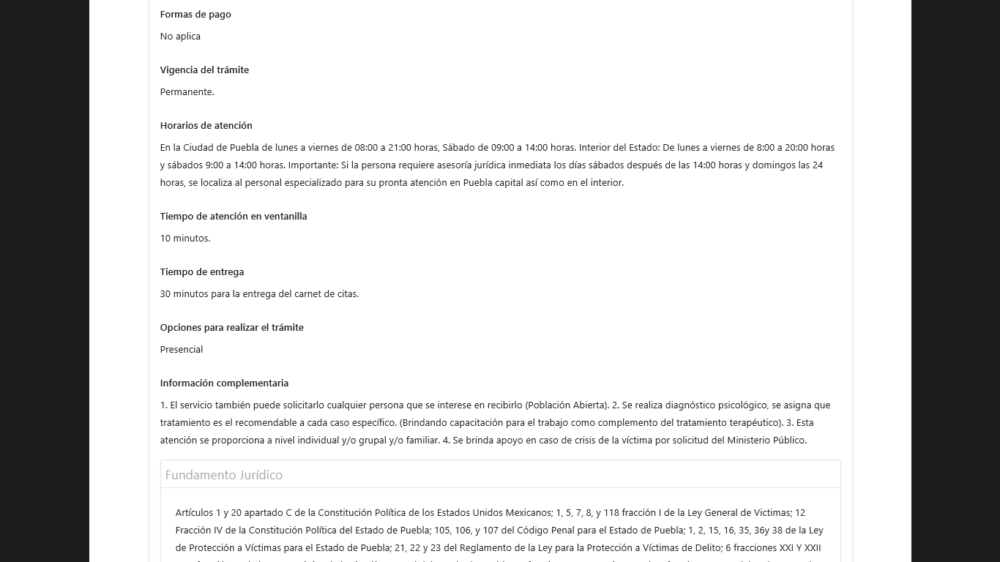 Formas de pago
No aplica
Vigencia del trámite
Permanente.
Horarios de atención
En la Ciudad de Puebla de lunes a viernes de 08:00 a 21:00 horas, Sábado de 09:00 a 14:00 horas. Interior del Estado: De lunes a viernes de 8:00 a 20:00 horas
y sábados 9:00 a 14:00 horas. Importante: Si la persona requiere asesoría jurídica inmediata los días sábados después de las 14:00 horas y domingos las 24
horas, se localiza al personal especializado para su pronta atención en Puebla capital así como en el interior.
Tiempo de atención en ventanilla
10 minutos.
Tiempo de entrega
30 minutos para la entrega del carnet de citas.
Opciones para realizar el trámite
Presencial
Información complementaria
1. El servicio también puede solicitarlo cualquier persona que se interese en recibirlo (Población Abierta). 2. Se realiza diagnóstico psicológico, se asigna que
tratamiento es el recomendable a cada caso específico. (Brindando capacitación para el trabajo como complemento del tratamiento terapéutico). 3. Esta
atención se proporciona a nivel individual y/o grupal y/o familiar. 4. Se brinda apoyo en caso de crisis de la víctima por solicitud del Ministerio Público.
Fundamento Jurídico
Artículos 1 y 20 apartado C de la Constitución Política de los Estados Unidos Mexicanos; 1, 5, 7, 8, y 118 fracción I de la Ley General de Victimas; 12
Fracción IV de la Constitución Política del Estado de Puebla; 105, 106, y 107 del Código Penal para el Estado de Puebla; 1, 2, 15, 16, 35, 36y 38 de la Ley
de Protección a Víctimas para el Estado de Puebla; 21, 22 y 23 del Reglamento de la Ley para la Protección a Víctimas de Delito; 6 fracciones XXI Y XXII